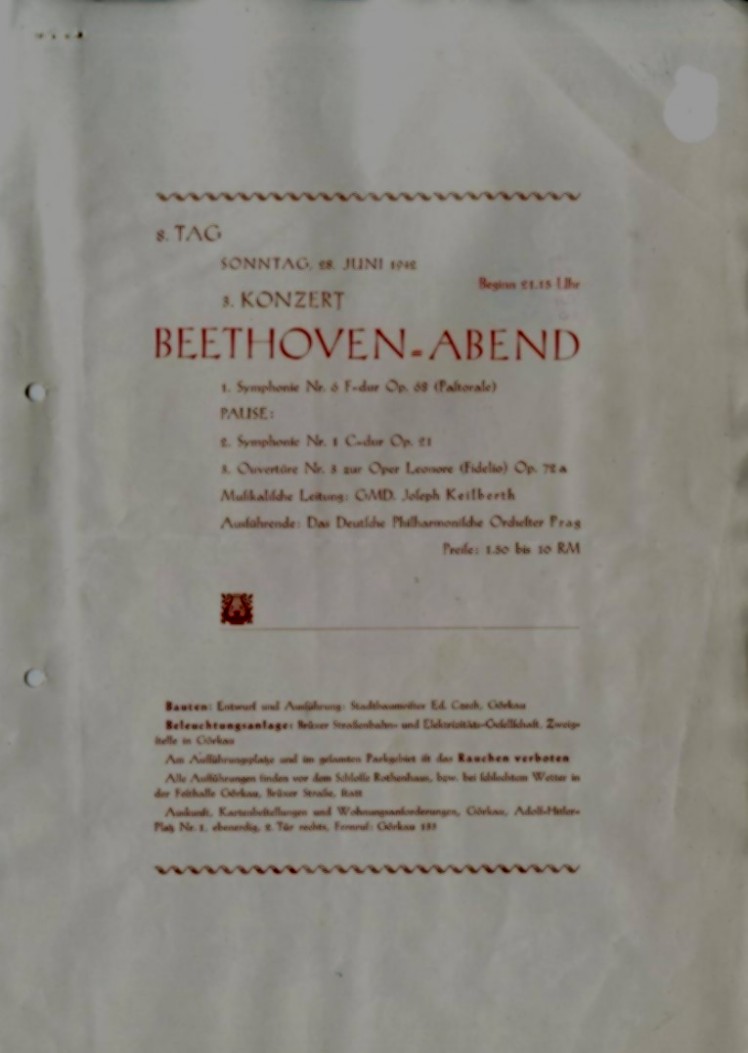 8. TAG
SONNTAG, 28. JUNI 1942
Beginn 21.15 Uhr
3. KONZERT
BEETHOVEN-ABEND
1. Symphonie Nr. 6 F-dur Op. 68 (Paſtorale)
PAUSE:
2. Symphonie Nr. 1 C-dur Op. 21
3. Ouvertüre Nr. 3 zur Oper Leonore (Fidelio) Op. 72a
Muſikaliſche Leitung: GMD. Joſeph Keilberth
Ausführende: Das Deutſche Philharmoniſche Orcheſter Prag
Preiſe: 1.50 bis 10 RM
Bauten: Entwurf und Ausführung: Stadtbaumeiſter Ed. Czech, Görkau
Beleuchtungsanlage: Brüxer Straßenbahn- und Elektrizitäts-Geſellſchaft, Zweig-
ſtelle in Görkau
Am Aufführungsplatze und im geſamten Parkgebiet iſt das Rauchen verboten
Alle Aufführungen finden vor dem Schloſſe Rothenhaus, bzw. bei ſchlechtem Wetter in
der Feſthalle Görkau, Brüxer Straße, ſtatt
Auskunft, Kartenbeſtellungen und Wohnungsanforderungen, Görkau, Adolf-Hitler-
Platz Nr. 1, ebenerdig, 2. Tür rechts, Fernruf: Görkau